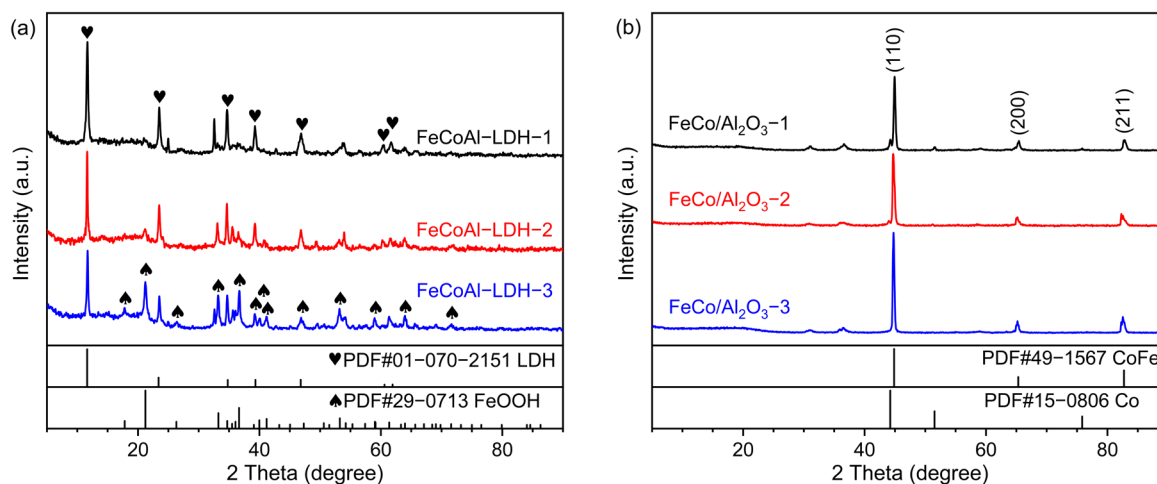 (a)
FeCoAl−LDH−1
FeCoAl−LDH−2
FeCoAl−LDH−3
♥PDF#01−070−2151 LDH
♠PDF#29−0713 FeOOH
Intensity (a.u.)
20 40 60 80
2 Theta (degree)
(b)
(110)
(200)
(211)
FeCo/Al₂O₃−1
FeCo/Al₂O₃−2
FeCo/Al₂O₃−3
PDF#49−1567 CoFe
PDF#15−0806 Co
Intensity (a.u.)
20 40 60 80
2 Theta (degree)